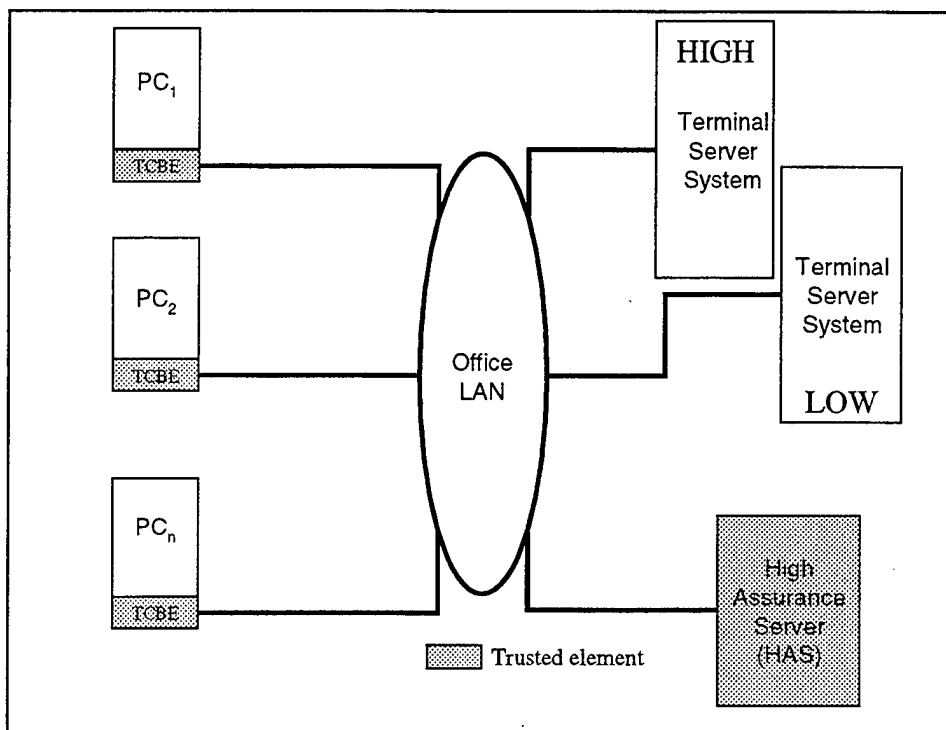 PC1
TCBE
PC2
TCBE
PCn
TCBE
Office
LAN
HIGH
Terminal
Server
System
Terminal
Server
System
LOW
High
Assurance
Server
(HAS)
Trusted element